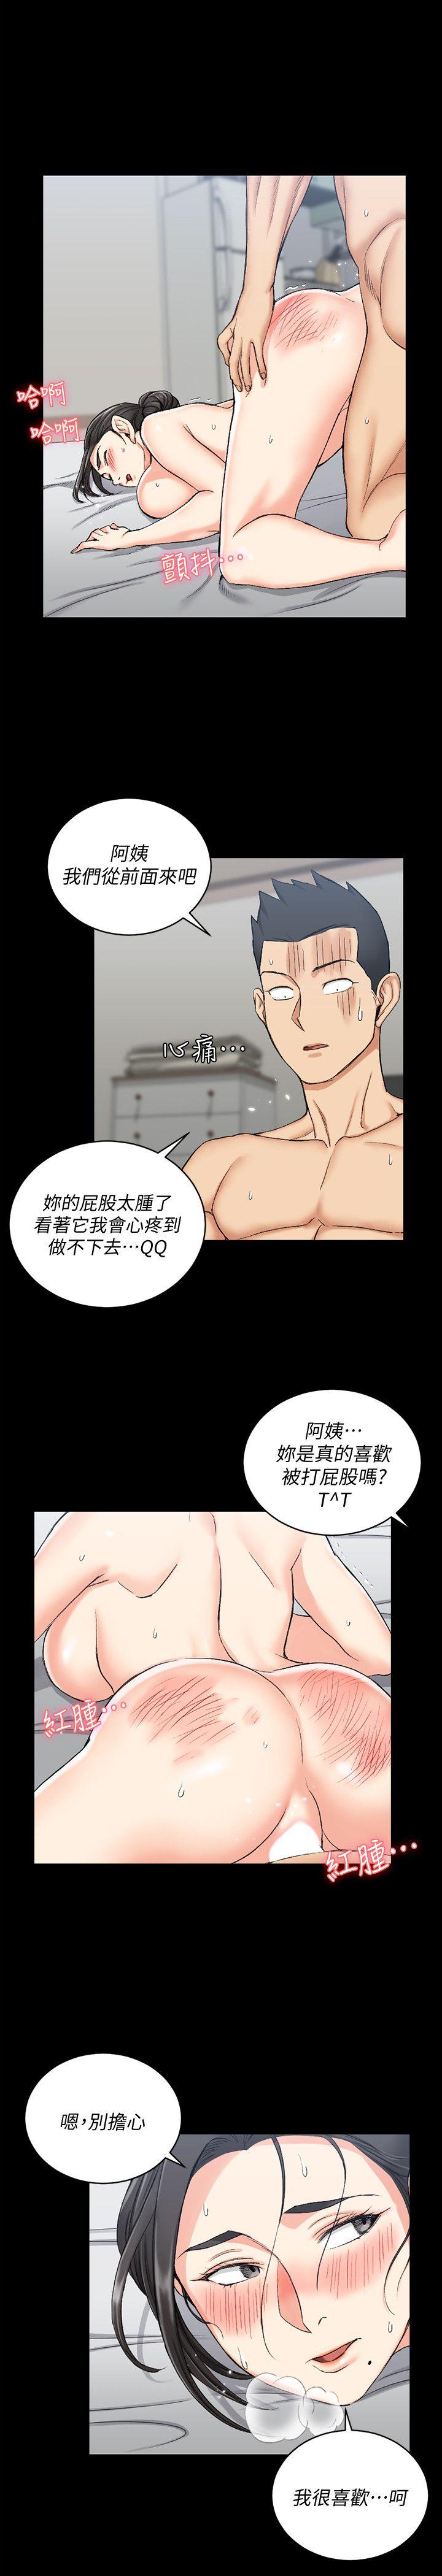 哈啊
哈啊
顫抖⋯
阿姨
我們從前面來吧
心痛⋯
妳的屁股太腫了
看著它我會心疼到
做不下去⋯QQ
阿姨⋯
妳是真的喜歡
被打屁股嗎?
T^T
紅腫⋯
紅腫⋯
嗯，別擔心
我很喜歡⋯呵